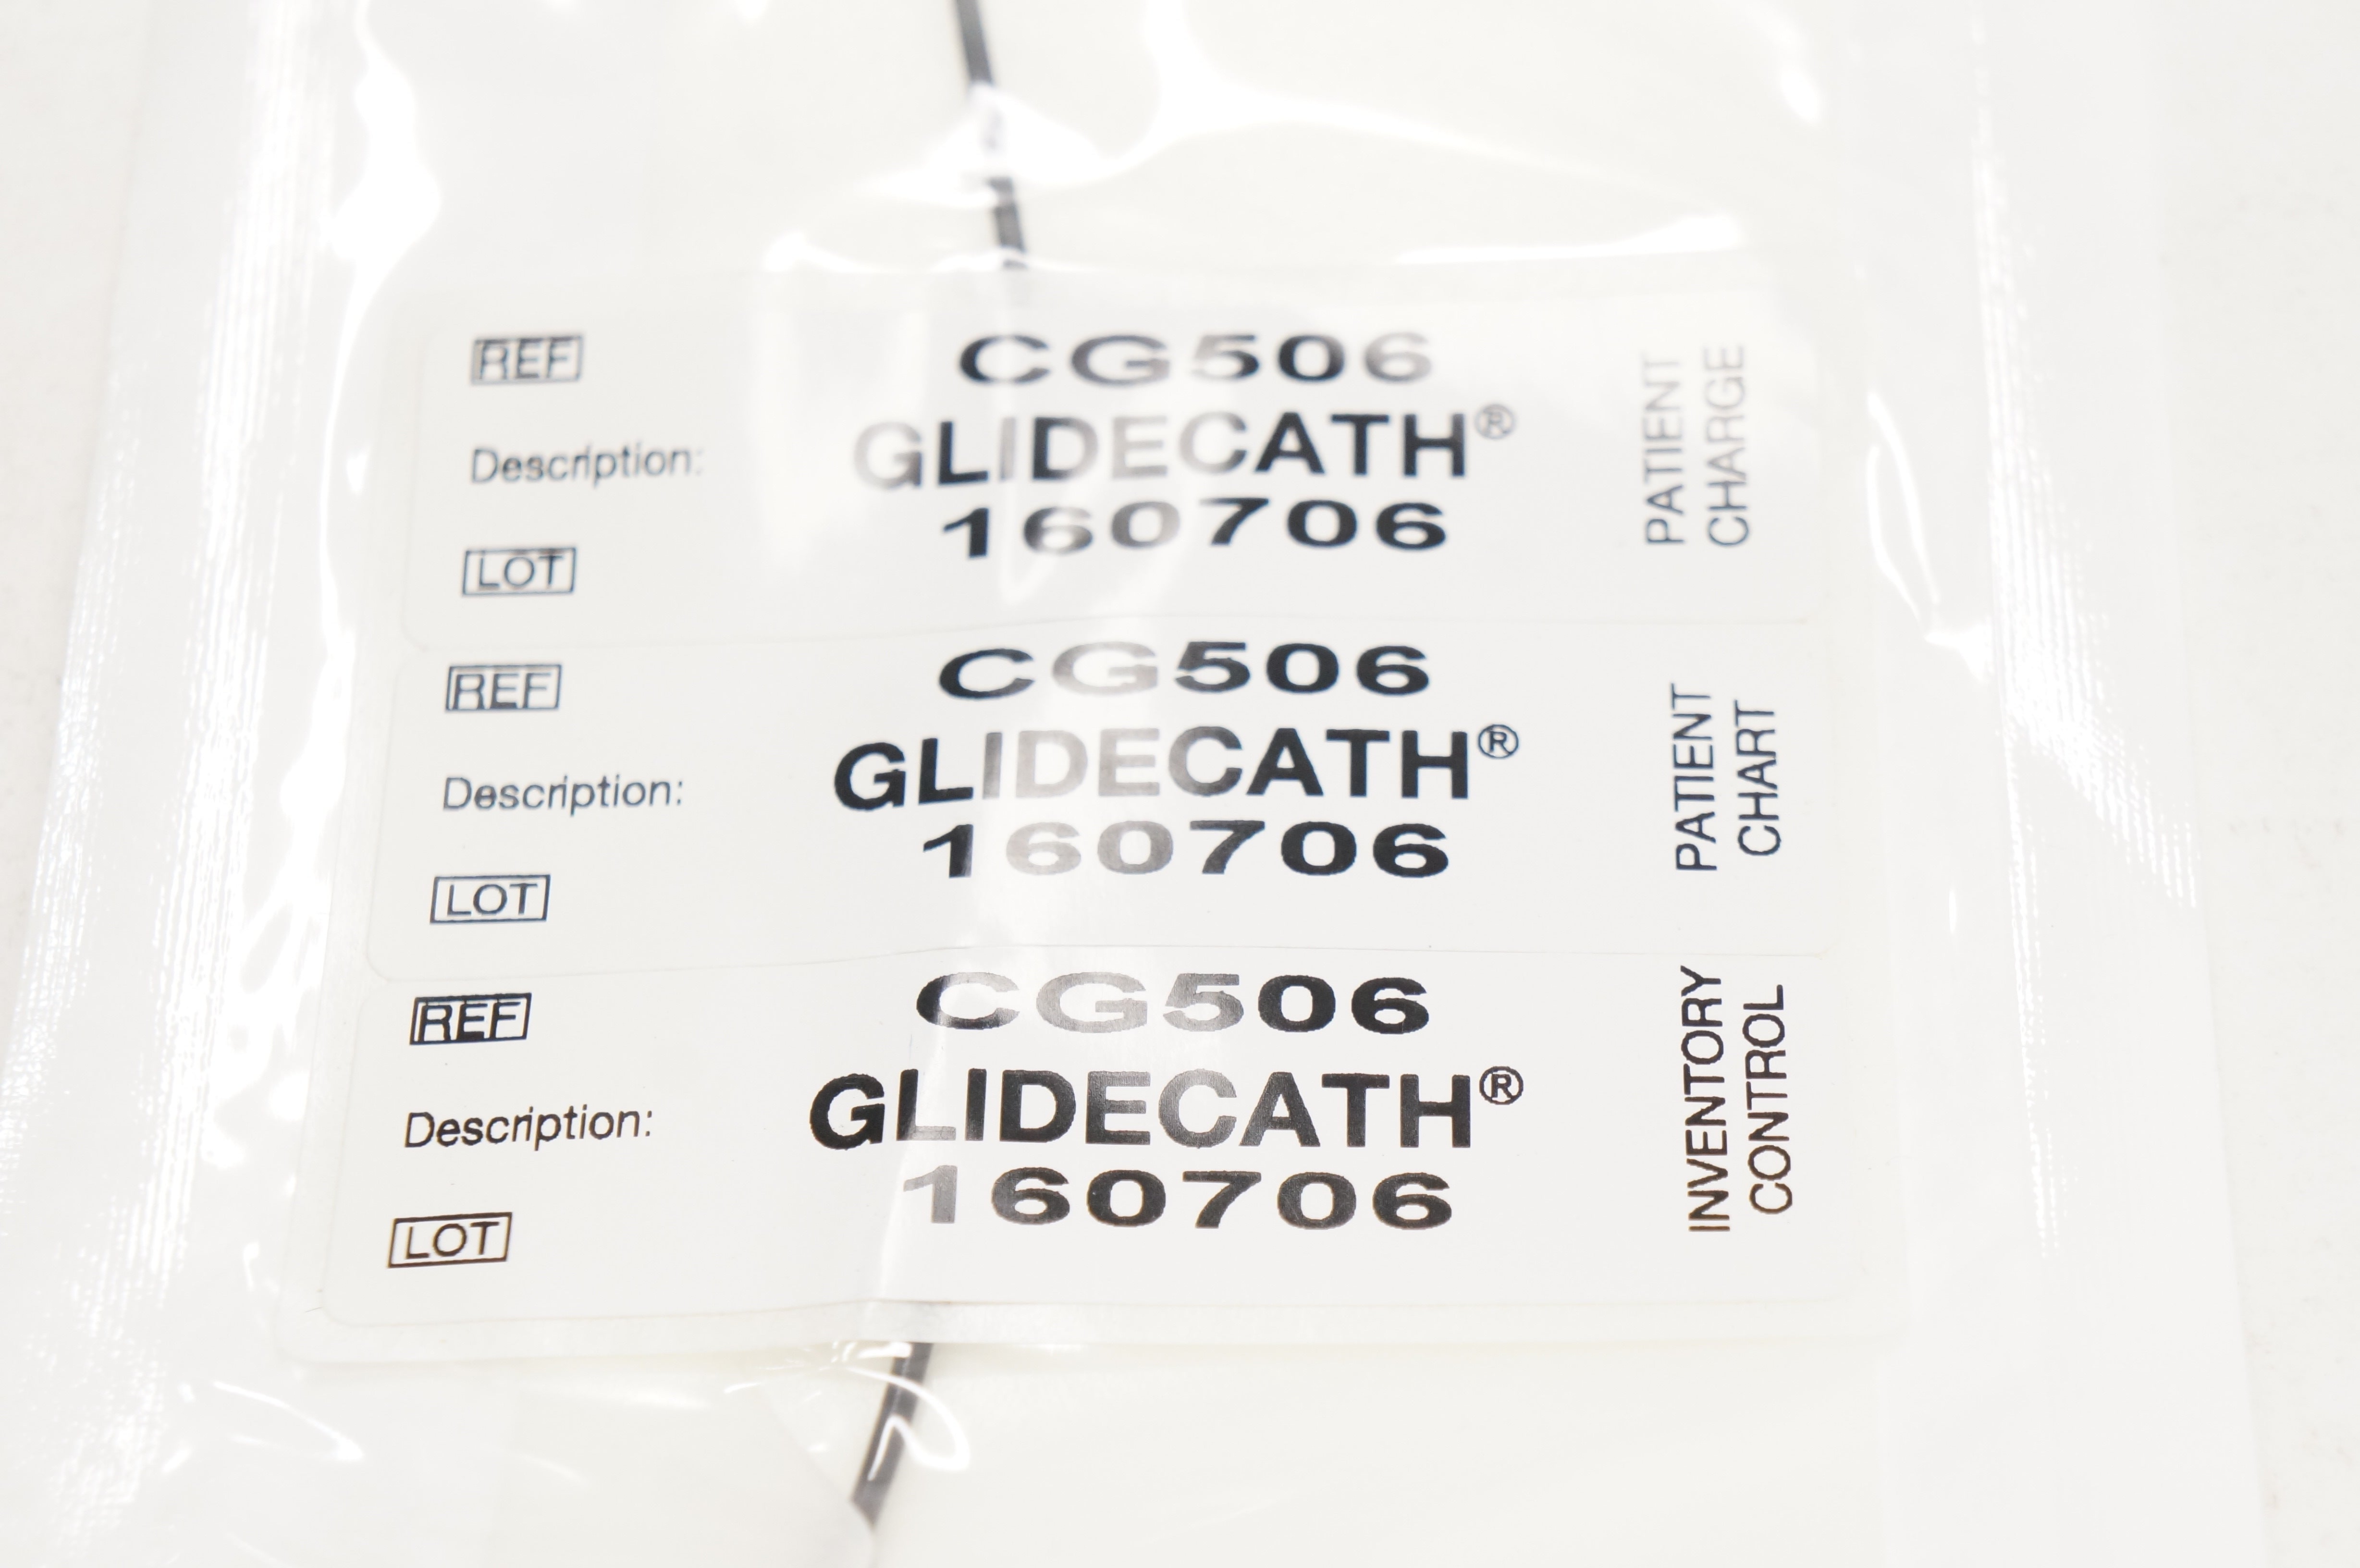 REF CG506
Description: GLIDECATH®
LOT 160706
PATIENT
CHARGE
REF CG506
Description: GLIDECATH®
LOT 160706
PATIENT
CHART
REF CG506
Description: GLIDECATH®
LOT 160706
INVENTORY
CONTROL